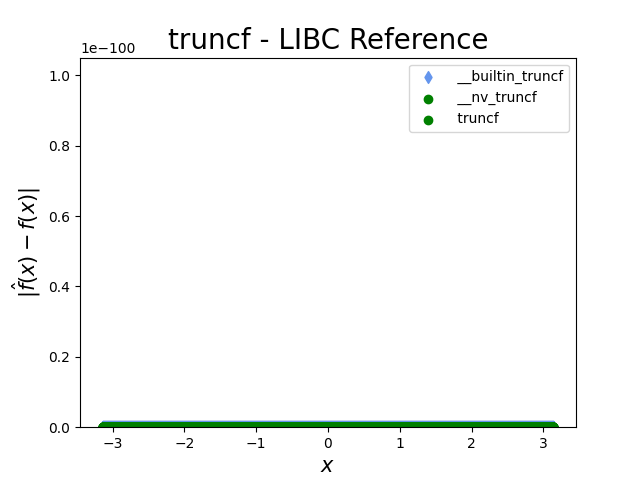 truncf - LIBC Reference
1e−100
__builtin_truncf
__nv_truncf
truncf
1.0
0.8
0.6
0.4
0.2
0.0
|f̂(x) − f(x)|
−3
−2
−1
0
1
2
3
x